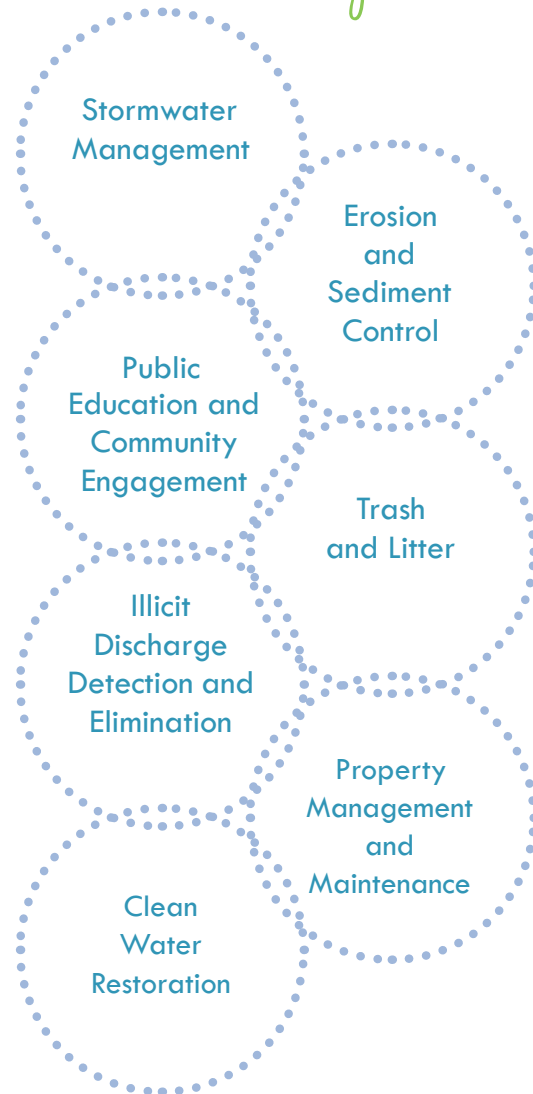 Stormwater
Management
Erosion
and
Sediment
Control
Public
Education and
Community
Engagement
Trash
and Litter
Illicit
Discharge
Detection and
Elimination
Property
Management
and
Maintenance
Clean
Water
Restoration